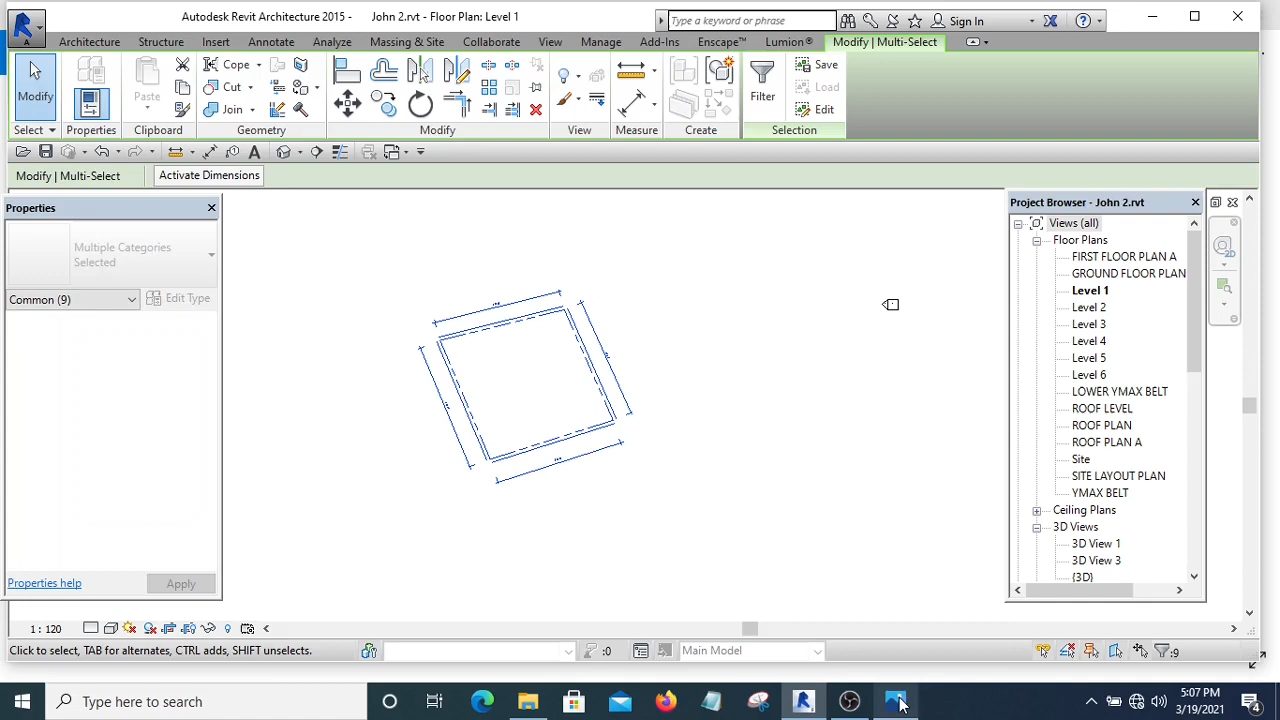 Autodesk Revit Architecture 2015 - John 2.rvt - Floor Plan: Level 1
Type a keyword or phrase
Sign In
Architecture Structure Insert Annotate Analyze Massing & Site Collaborate View Manage Add-Ins Enscape™ Lumion® Modify | Multi-Select
Modify
Paste
Cope
Cut
Join
Filter
Save
Load
Edit
Select Properties Clipboard Geometry Modify View Measure Create Selection
Modify | Multi-Select Activate Dimensions
Properties
Multiple Categories
Selected
Common (9) Edit Type
Properties help Apply
Project Browser - John 2.rvt
Views (all)
Floor Plans
FIRST FLOOR PLAN A
GROUND FLOOR PLAN
Level 1
Level 2
Level 3
Level 4
Level 5
Level 6
LOWER YMAX BELT
ROOF LEVEL
ROOF PLAN
ROOF PLAN A
Site
SITE LAYOUT PLAN
YMAX BELT
Ceiling Plans
3D Views
3D View 1
3D View 3
{3D}
2D
1 : 120
Click to select, TAB for alternates, CTRL adds, SHIFT unselects. :0 Main Model :9
Type here to search
5:07 PM
3/19/2021
4